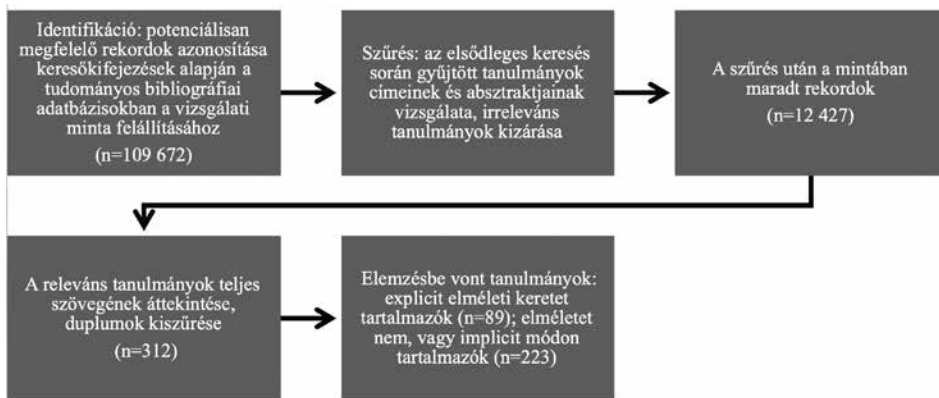 Identifikáció: potenciálisan
megfelelő rekordok azonosítása
keresőkifejezések alapján a
tudományos bibliográfiai
adatbázisokban a vizsgálati
minta felállításához
(n=109 672)
Szűrés: az elsődleges keresés
során gyűjtött tanulmányok
címeinek és absztraktjainak
vizsgálata, irreleváns
tanulmányok kizárása
A szűrés után a mintában
maradt rekordok
(n=12 427)
A releváns tanulmányok teljes
szövegének áttekintése,
duplumok kiszűrése
(n=312)
Elemzésbe vont tanulmányok:
explicit elméleti keretet
tartalmazók (n=89); elméletet
nem, vagy implicit módon
tartalmazók (n=223)